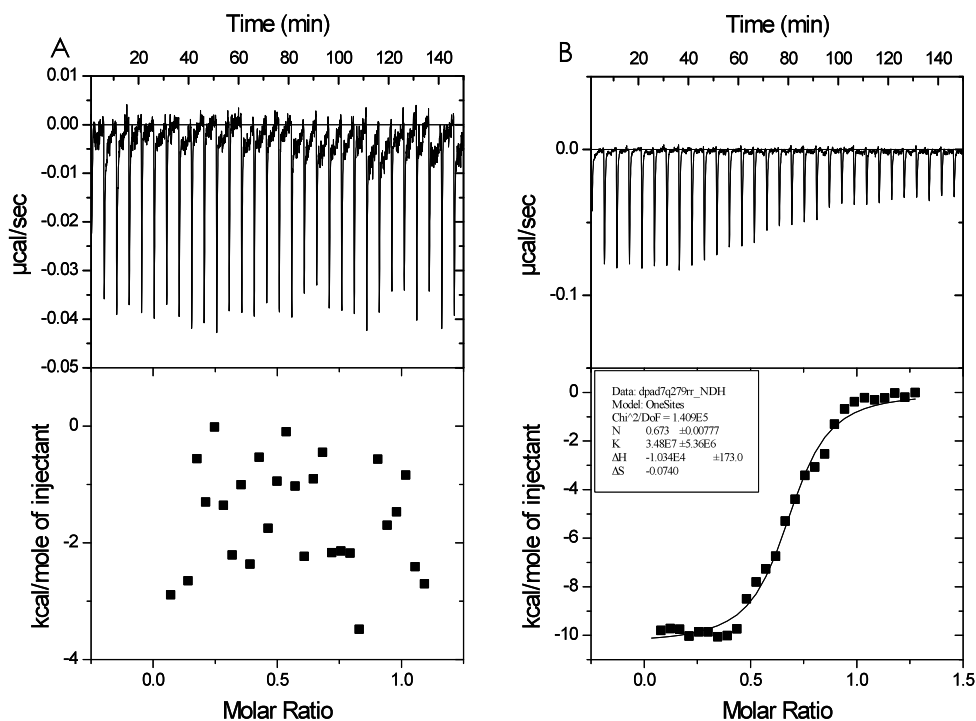 A
Time (min)
20 40 60 80 100 120 140
0.01
0.00
-0.01
-0.02
-0.03
-0.04
-0.05
µcal/sec
0
-2
-4
kcal/mole of injectant
0.0 0.5 1.0
Molar Ratio
B
Time (min)
20 40 60 80 100 120 140
0.0
-0.1
µcal/sec
Data: dpad7q279rr_NDH
Model: OneSites
Chi^2/DoF = 1.409E5
N 0.673 ±0.00777
K 3.48E7 ±5.36E6
ΔH -1.034E4 ±173.0
ΔS -0.0740
0
-2
-4
-6
-8
-10
kcal/mole of injectant
0.0 0.5 1.0 1.5
Molar Ratio